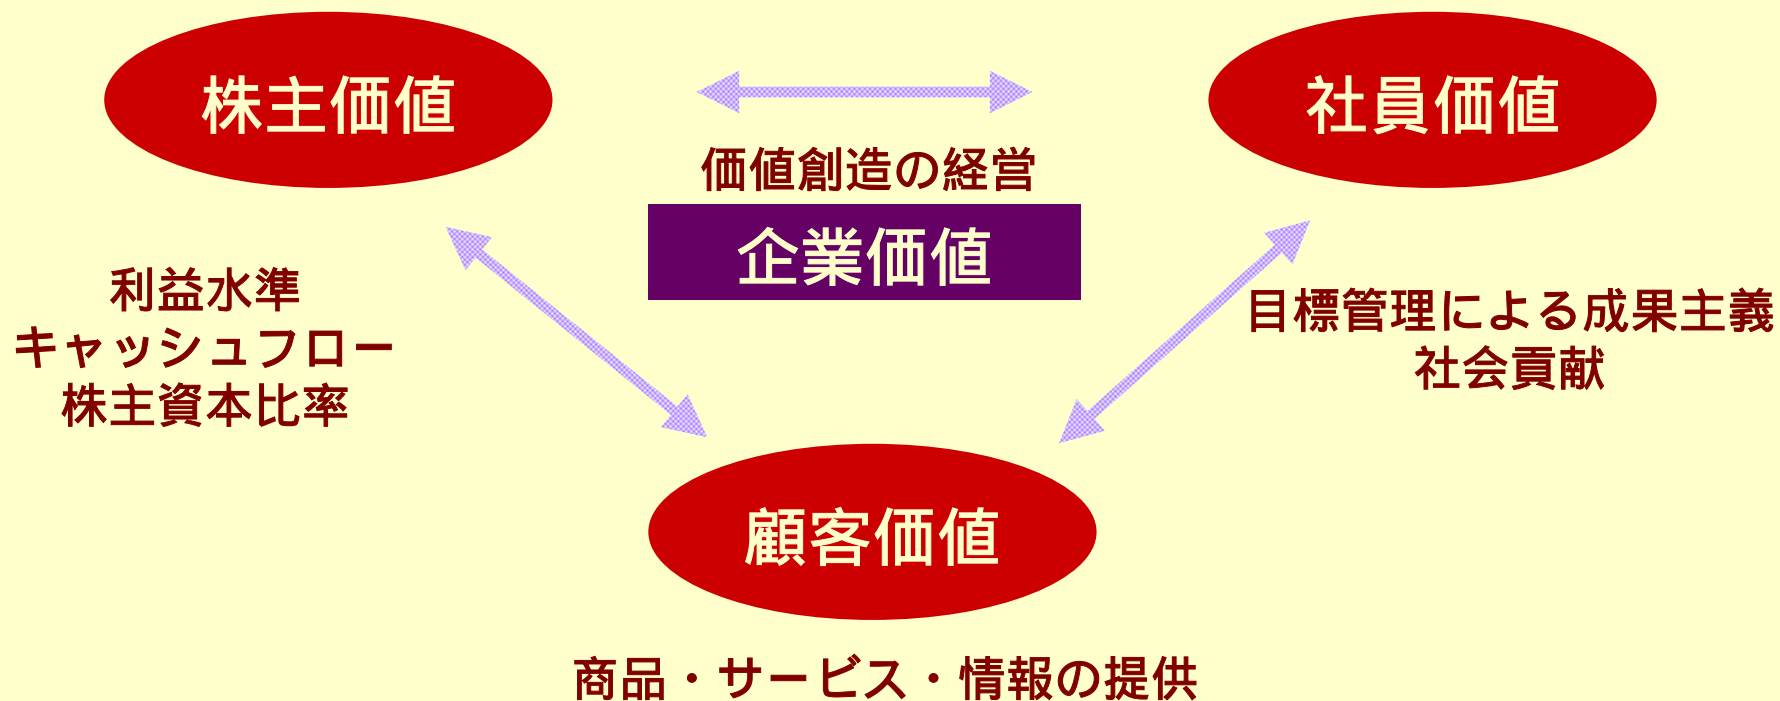 株主価値
社員価値
価値創造の経営
企業価値
利益水準
キャッシュフロー
株主資本比率
目標管理による成果主義
社会貢献
顧客価値
商品・サービス・情報の提供